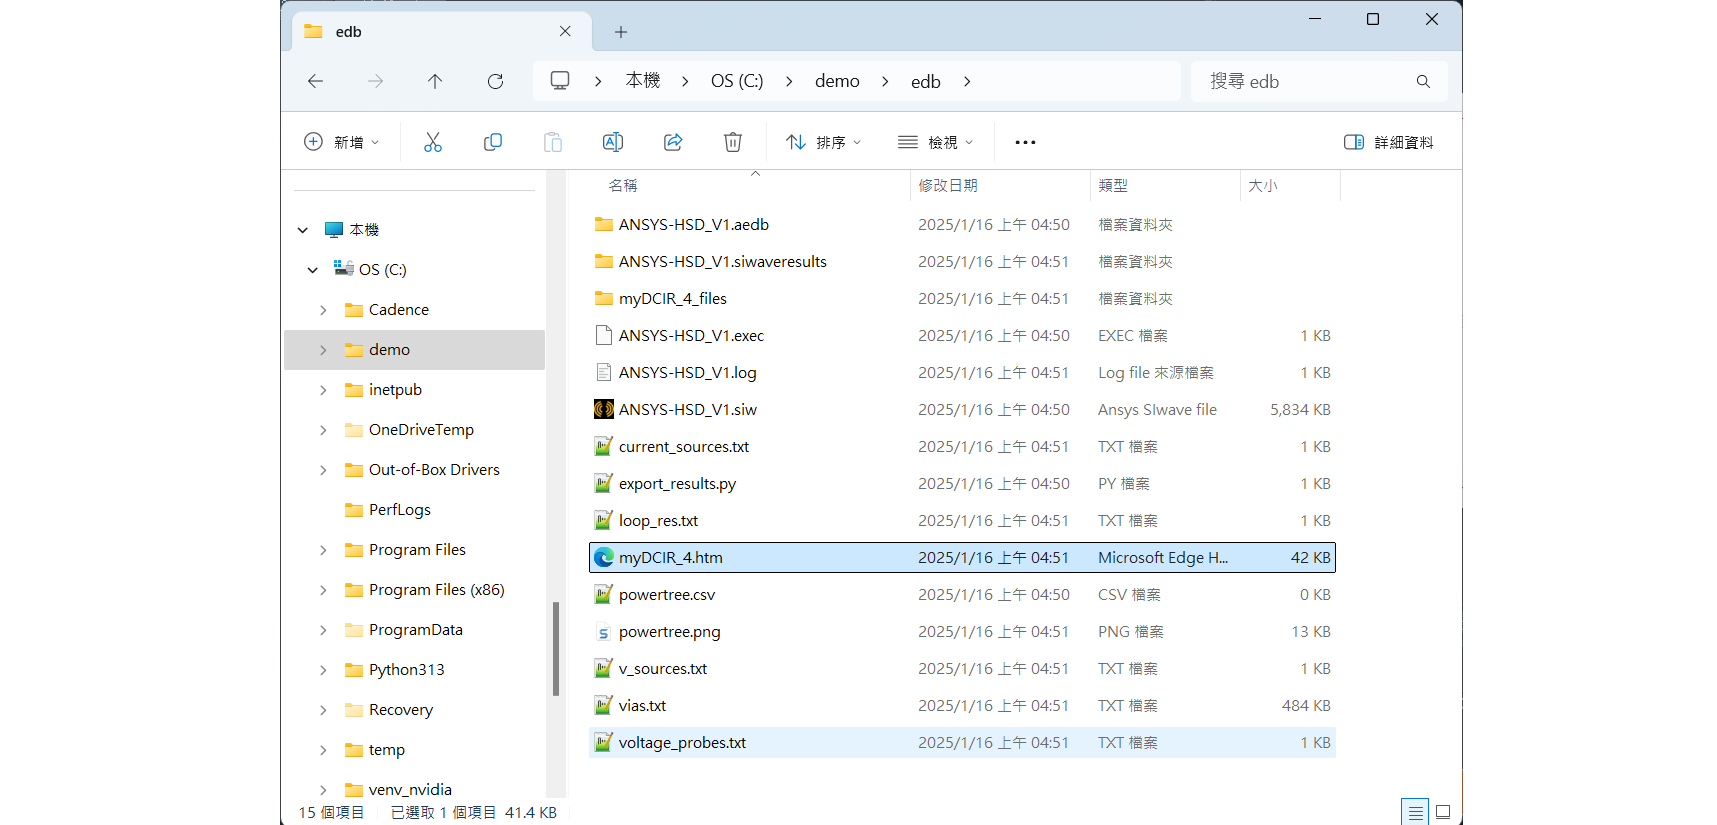 edb
本機 OS (C:) demo edb 搜尋 edb
新增 排序 檢視 詳細資料
名稱 修改日期 類型 大小
本機
OS (C:)
Cadence
demo
inetpub
OneDriveTemp
Out-of-Box Drivers
PerfLogs
Program Files
Program Files (x86)
ProgramData
Python313
Recovery
temp
venv_nvidia
ANSYS-HSD_V1.aedb 2025/1/16 上午 04:50 檔案資料夾
ANSYS-HSD_V1.siwaveresults 2025/1/16 上午 04:51 檔案資料夾
myDCIR_4_files 2025/1/16 上午 04:51 檔案資料夾
ANSYS-HSD_V1.exec 2025/1/16 上午 04:50 EXEC 檔案 1 KB
ANSYS-HSD_V1.log 2025/1/16 上午 04:51 Log file 來源檔案 1 KB
ANSYS-HSD_V1.siw 2025/1/16 上午 04:50 Ansys SIwave file 5,834 KB
current_sources.txt 2025/1/16 上午 04:51 TXT 檔案 1 KB
export_results.py 2025/1/16 上午 04:50 PY 檔案 1 KB
loop_res.txt 2025/1/16 上午 04:51 TXT 檔案 1 KB
myDCIR_4.htm 2025/1/16 上午 04:51 Microsoft Edge H... 42 KB
powertree.csv 2025/1/16 上午 04:50 CSV 檔案 0 KB
powertree.png 2025/1/16 上午 04:51 PNG 檔案 13 KB
v_sources.txt 2025/1/16 上午 04:51 TXT 檔案 1 KB
vias.txt 2025/1/16 上午 04:51 TXT 檔案 484 KB
voltage_probes.txt 2025/1/16 上午 04:51 TXT 檔案 1 KB
15 個項目 已選取 1 個項目 41.4 KB